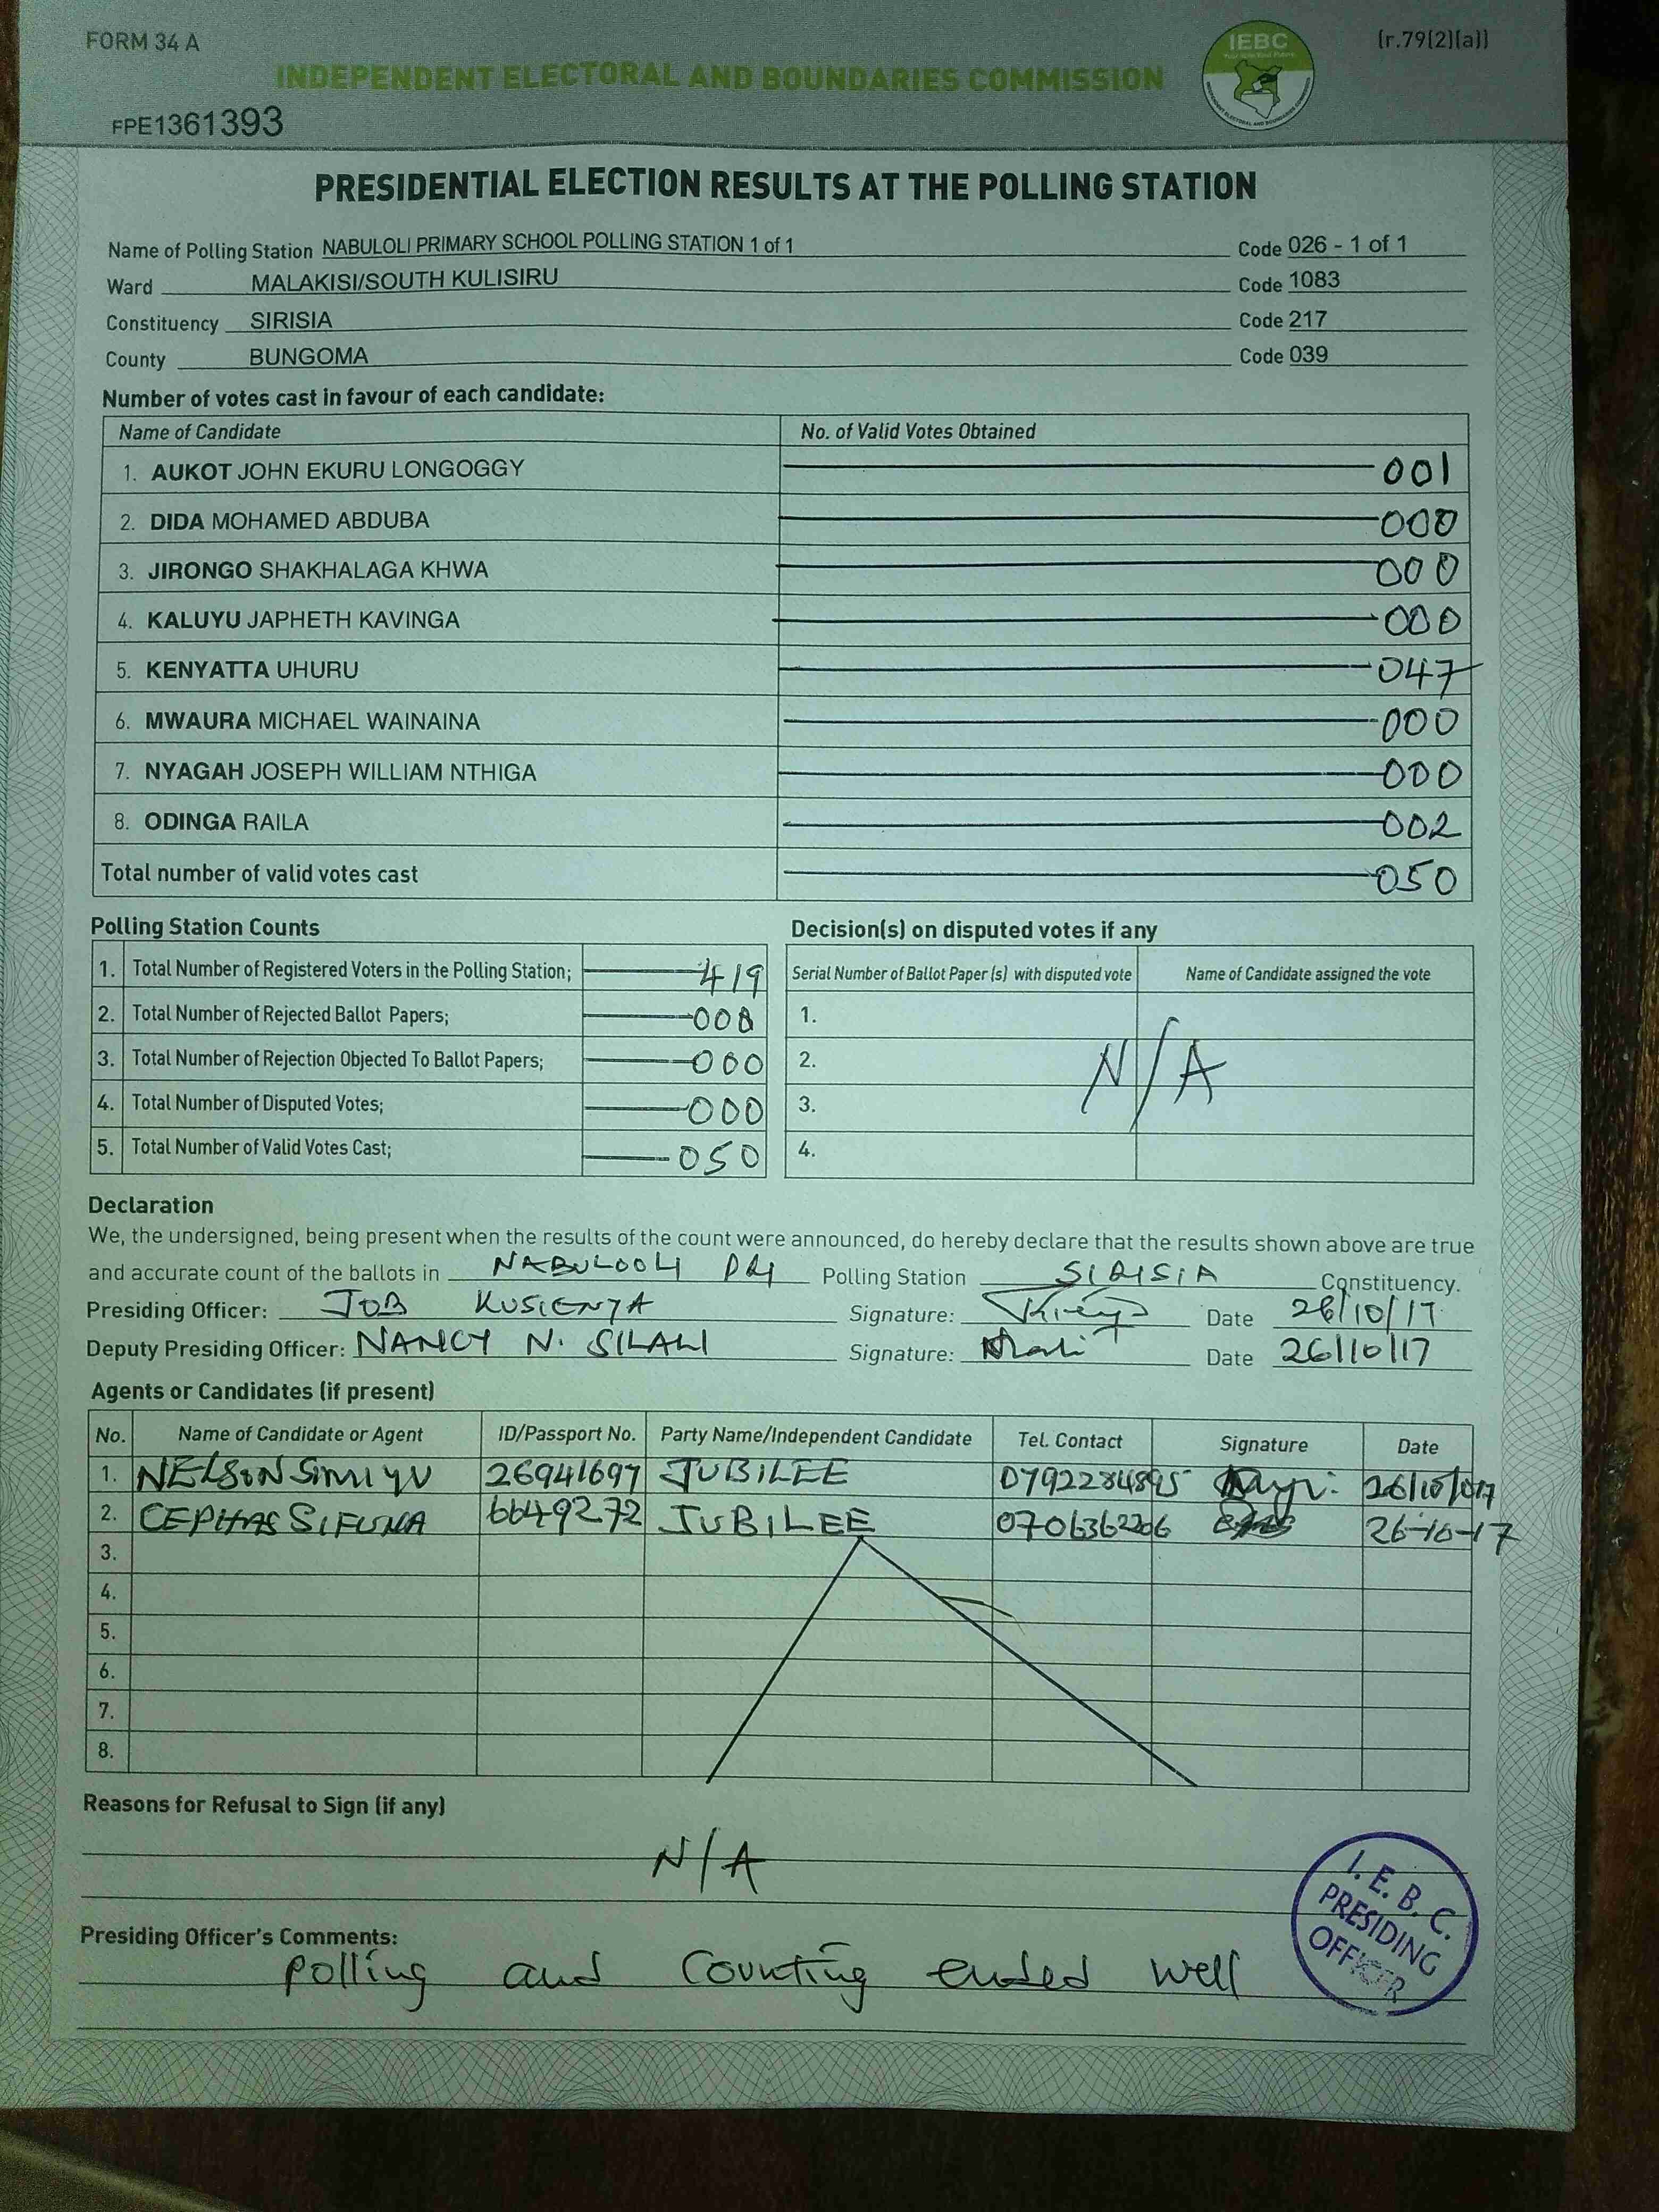 FORM 34 A
(r.79(2)(a))
IEBC
INDEPENDENT ELECTORAL AND BOUNDARIES COMMISSION
FPE1361393
PRESIDENTIAL ELECTION RESULTS AT THE POLLING STATION
Name of Polling Station NABULOLI PRIMARY SCHOOL POLLING STATION 1 of 1 Code 026 - 1 of 1
Ward MALAKISI/SOUTH KULISIRU Code 1083
Constituency SIRISIA Code 217
County BUNGOMA Code 039
Number of votes cast in favour of each candidate:
Name of Candidate No. of Valid Votes Obtained
1. AUKOT JOHN EKURU LONGOGGY 001
2. DIDA MOHAMED ABDUBA 000
3. JIRONGO SHAKHALAGA KHWA 000
4. KALUYU JAPHETH KAVINGA 000
5. KENYATTA UHURU 047
6. MWAURA MICHAEL WAINAINA 000
7. NYAGAH JOSEPH WILLIAM NTHIGA 000
8. ODINGA RAILA 002
Total number of valid votes cast 050
Polling Station Counts
1. Total Number of Registered Voters in the Polling Station; 419
2. Total Number of Rejected Ballot Papers; 008
3. Total Number of Rejection Objected To Ballot Papers; 000
4. Total Number of Disputed Votes; 000
5. Total Number of Valid Votes Cast; 050
Decision(s) on disputed votes if any
Serial Number of Ballot Paper (s) with disputed vote Name of Candidate assigned the vote
1.
2.
N/A
3.
4.
Declaration
We, the undersigned, being present when the results of the count were announced, do hereby declare that the results shown above are true
and accurate count of the ballots in NABULOOLI PRI Polling Station SIRISIA Constituency.
Presiding Officer: JOB KUSIENYA Signature: Date 26/10/17
Deputy Presiding Officer: NANCY N. SILALI Signature: Date 26/10/17
Agents or Candidates (if present)
No. Name of Candidate or Agent ID/Passport No. Party Name/Independent Candidate Tel. Contact Signature Date
1. NELSON SIMIYU 26941697 JUBILEE 0792284895 26/10/017
2. CEPHAS SIFUNA 6649272 JUBILEE 0706362206 26-10-17
3.
4.
5.
6.
7.
8.
Reasons for Refusal to Sign (if any)
N/A
Presiding Officer's Comments:
Polling and Counting ended well
I. E. B. C.
PRESIDING
OFFICER